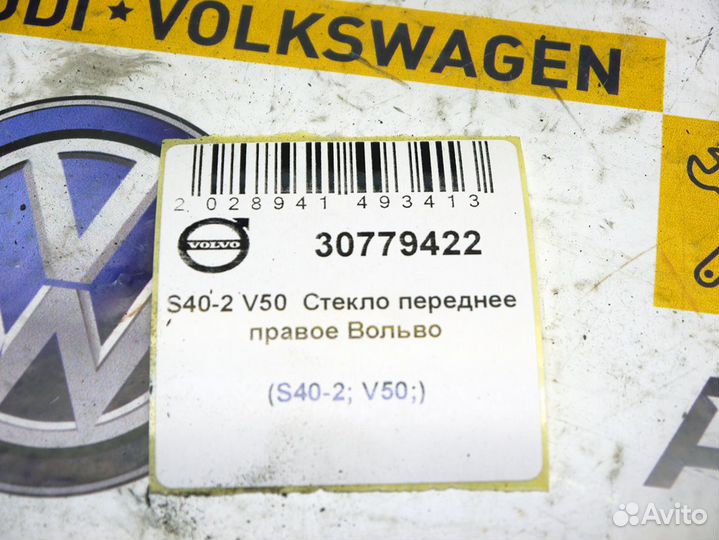 UDI★VOLKSWAGEN
2 028941 493413
VOLVO
30779422
S40-2 V50 Стекло переднее
правое Вольво
(S40-2; V50;)
Avito